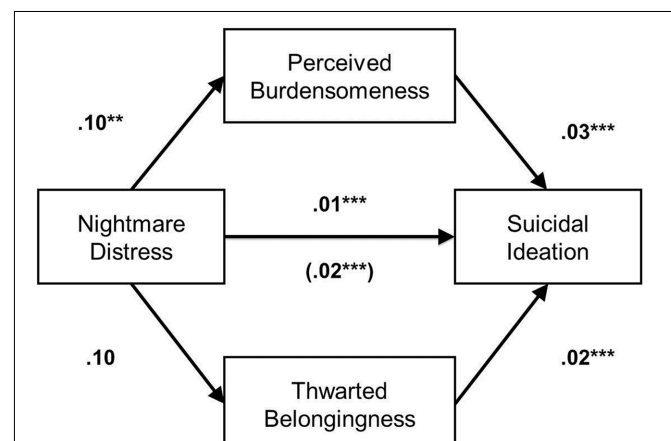 Perceived
Burdensomeness
.10**
.03***
Nightmare
Distress
.01***
(.02***)
Suicidal
Ideation
.10
.02***
Thwarted
Belongingness